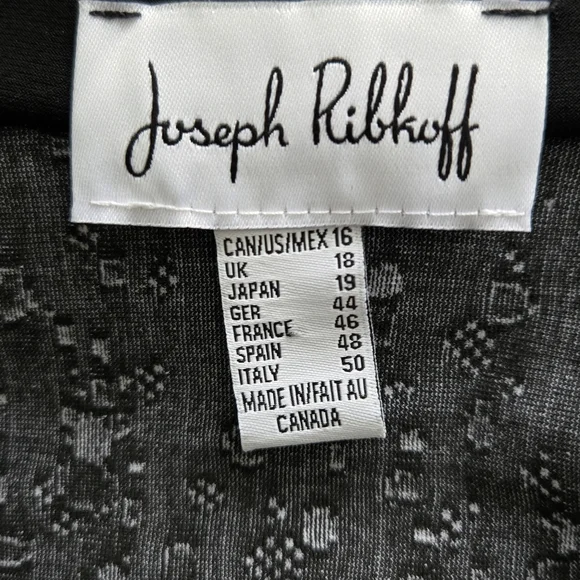 Joseph Ribkoff
CAN/US/MEX 16
UK 18
JAPAN 19
GER 44
FRANCE 46
SPAIN 48
ITALY 50
MADE IN/FAIT AU
CANADA